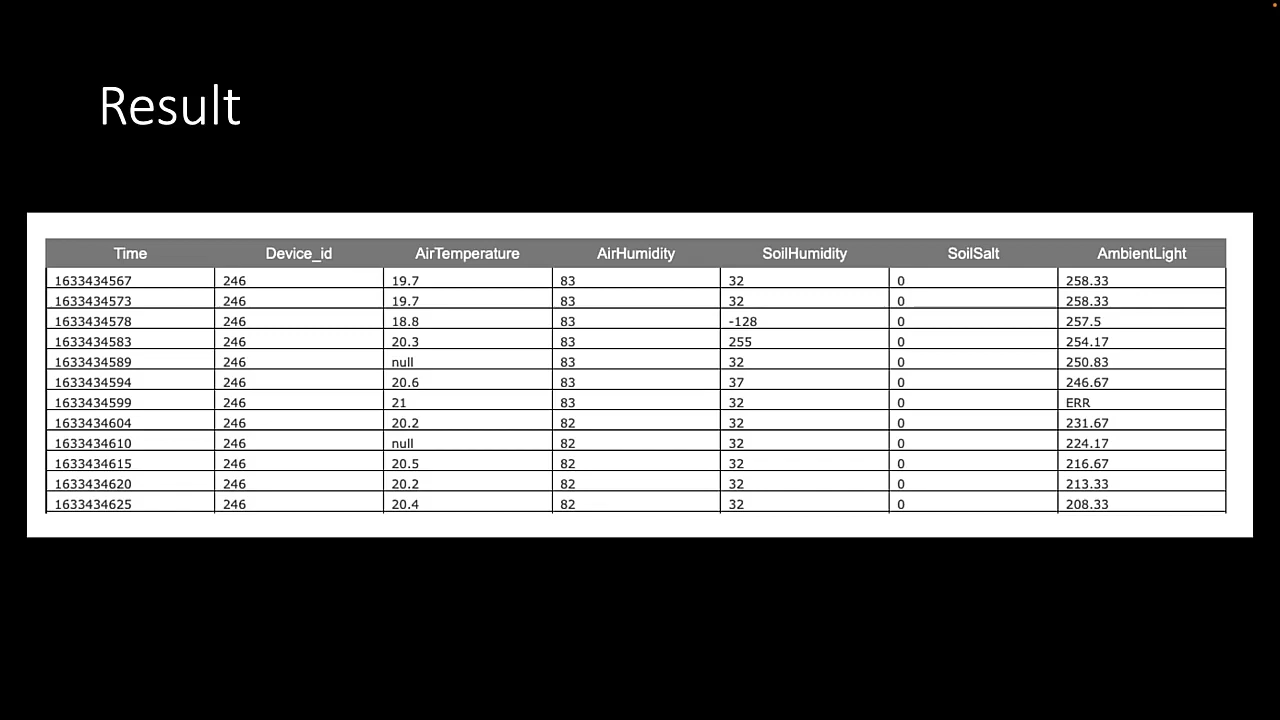 Result
Time Device_id AirTemperature AirHumidity SoilHumidity SoilSalt AmbientLight
1633434567 246 19.7 83 32 0 258.33
1633434573 246 19.7 83 32 0 258.33
1633434578 246 18.8 83 -128 0 257.5
1633434583 246 20.3 83 255 0 254.17
1633434589 246 null 83 32 0 250.83
1633434594 246 20.6 83 37 0 246.67
1633434599 246 21 83 32 0 ERR
1633434604 246 20.2 82 32 0 231.67
1633434610 246 null 82 32 0 224.17
1633434615 246 20.5 82 32 0 216.67
1633434620 246 20.2 82 32 0 213.33
1633434625 246 20.4 82 32 0 208.33